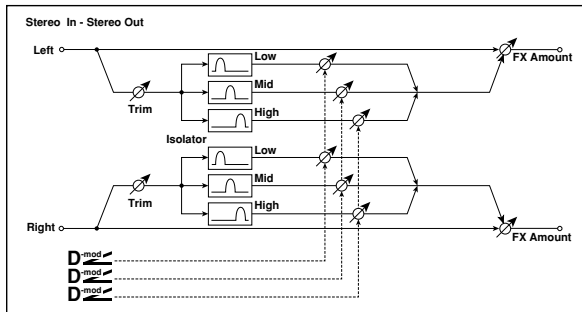 Stereo In - Stereo Out
Left
FX Amount
Low
Mid
High
Trim
Isolator
Low
Mid
High
Trim
Right
FX Amount
D-mod
D-mod
D-mod